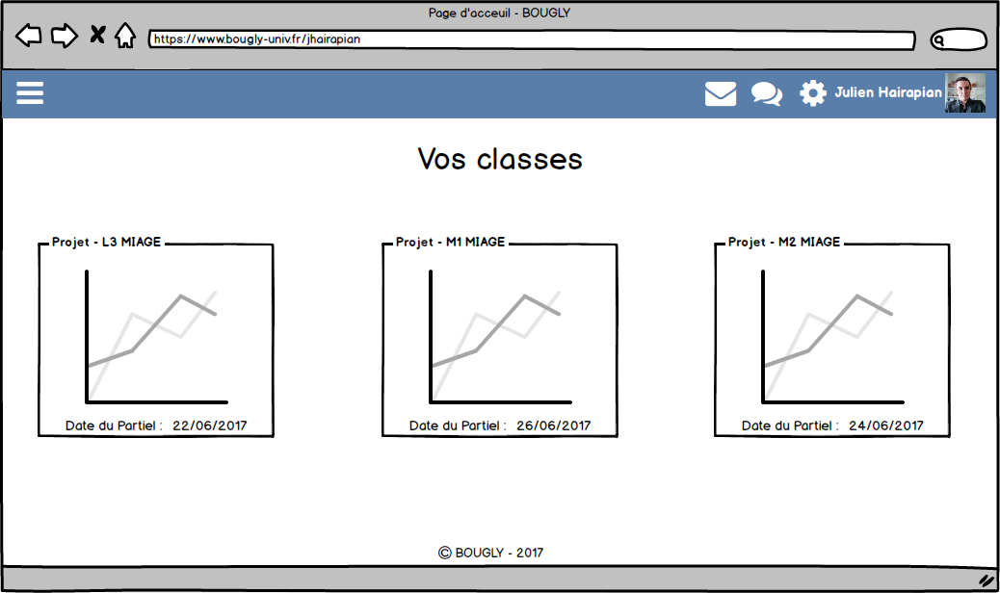 Page d'acceuil - BOUGLY
https://www.bougly-univ.fr/jhairapian
Julien Hairapian
Vos classes
Projet - L3 MIAGE
Date du Partiel : 22/06/2017
Projet - M1 MIAGE
Date du Partiel : 26/06/2017
Projet - M2 MIAGE
Date du Partiel : 24/06/2017
© BOUGLY - 2017